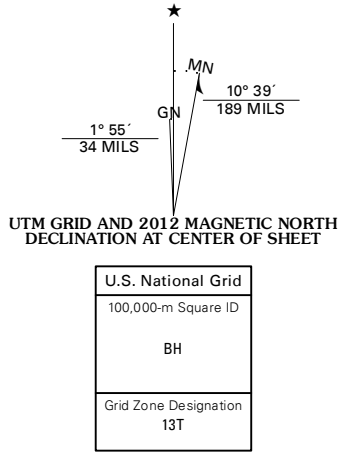 ★
MN
GN
10° 39´
189 MILS
1° 55´
34 MILS
UTM GRID AND 2012 MAGNETIC NORTH
DECLINATION AT CENTER OF SHEET
U.S. National Grid
100,000-m Square ID
BH
Grid Zone Designation
13T